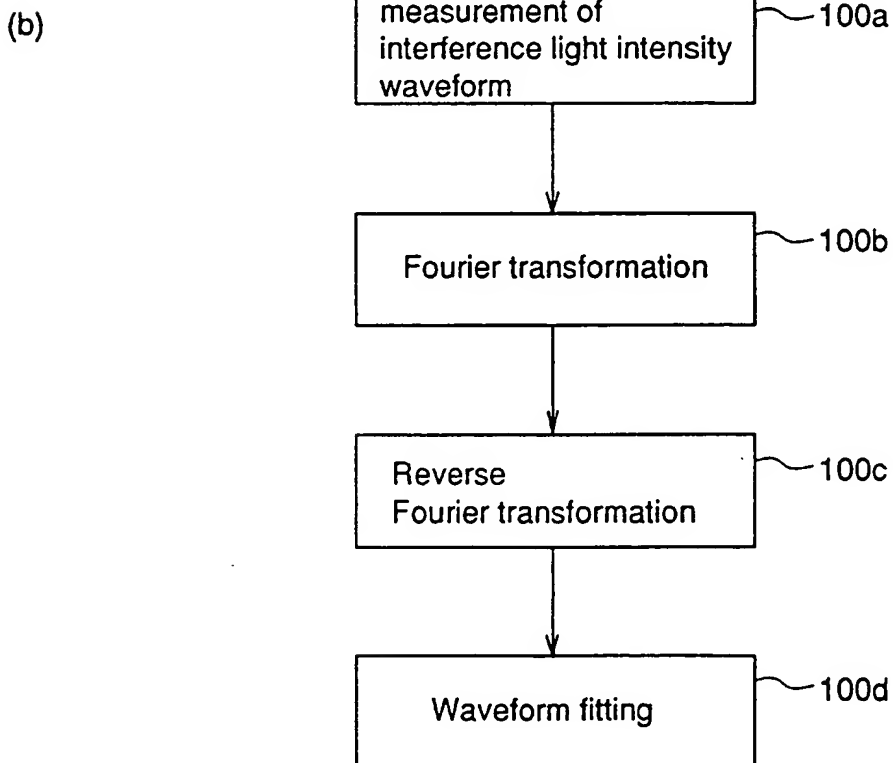 (b)
measurement of
interference light intensity
waveform
100a
Fourier transformation
100b
Reverse
Fourier transformation
100c
Waveform fitting
100d